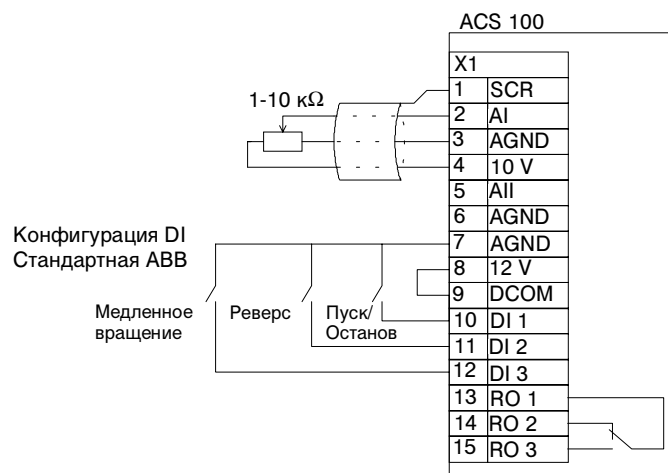 ACS 100
X1
1 SCR
1-10 кΩ
2 AI
3 AGND
4 10 V
5 AII
6 AGND
Конфигурация DI
7 AGND
Стандартная ABB
8 12 V
9 DCOM
Медленное
вращение
Реверс
Пуск/
Останов
10 DI 1
11 DI 2
12 DI 3
13 RO 1
14 RO 2
15 RO 3